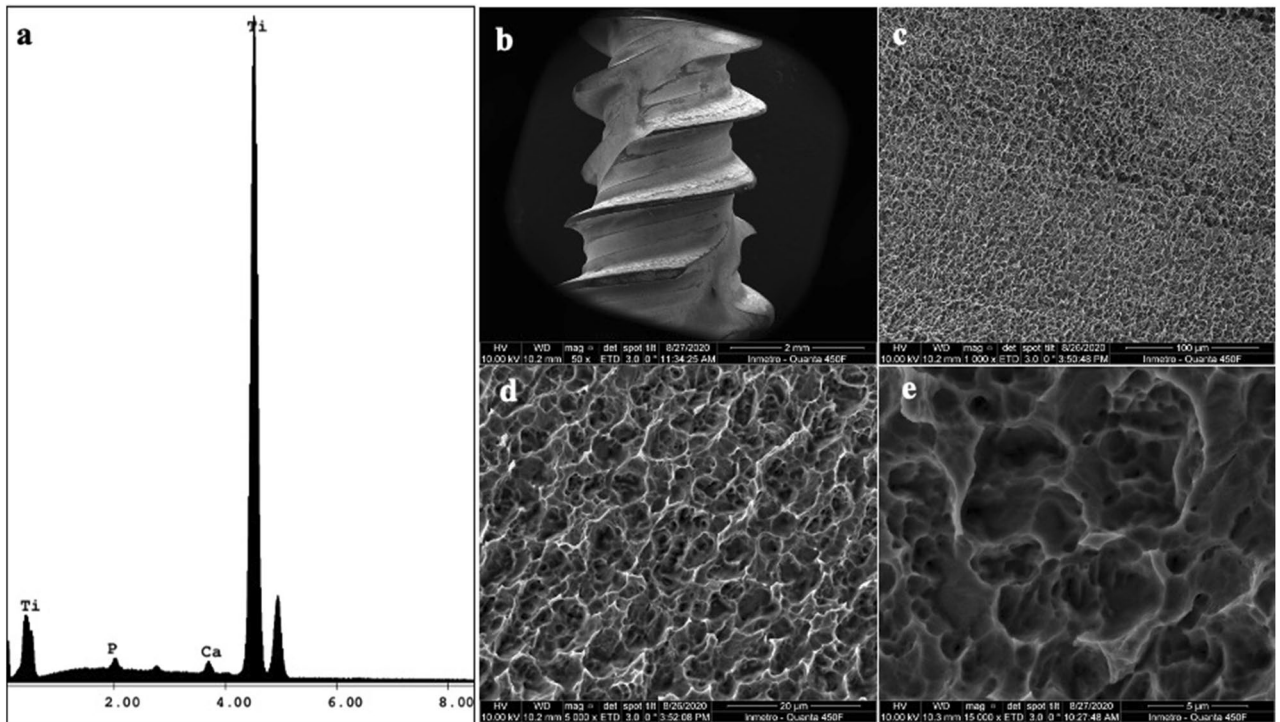 a
Ti
Ti
P
Ca
2.00 4.00 6.00 8.00
b
HV WD mag det spot tilt 8/27/2020 2 mm
10.00 kV 10.2 mm 50 x ETD 3.0 0 ° 11:34:25 AM Inmetro - Quanta 450F
c
HV WD mag det spot tilt 8/26/2020 100 µm
10.00 kV 10.2 mm 1 000 x ETD 3.0 0 ° 3:50:48 PM Inmetro - Quanta 450F
d
HV WD mag det spot tilt 8/26/2020 20 µm
10.00 kV 10.2 mm 5 000 x ETD 3.0 0 ° 3:52:08 PM Inmetro - Quanta 450F
e
HV WD mag det spot tilt 8/27/2020 5 µm
10.00 kV 10.3 mm 15 000 x ETD 3.0 0 ° 10:27:48 AM Inmetro - Quanta 450F